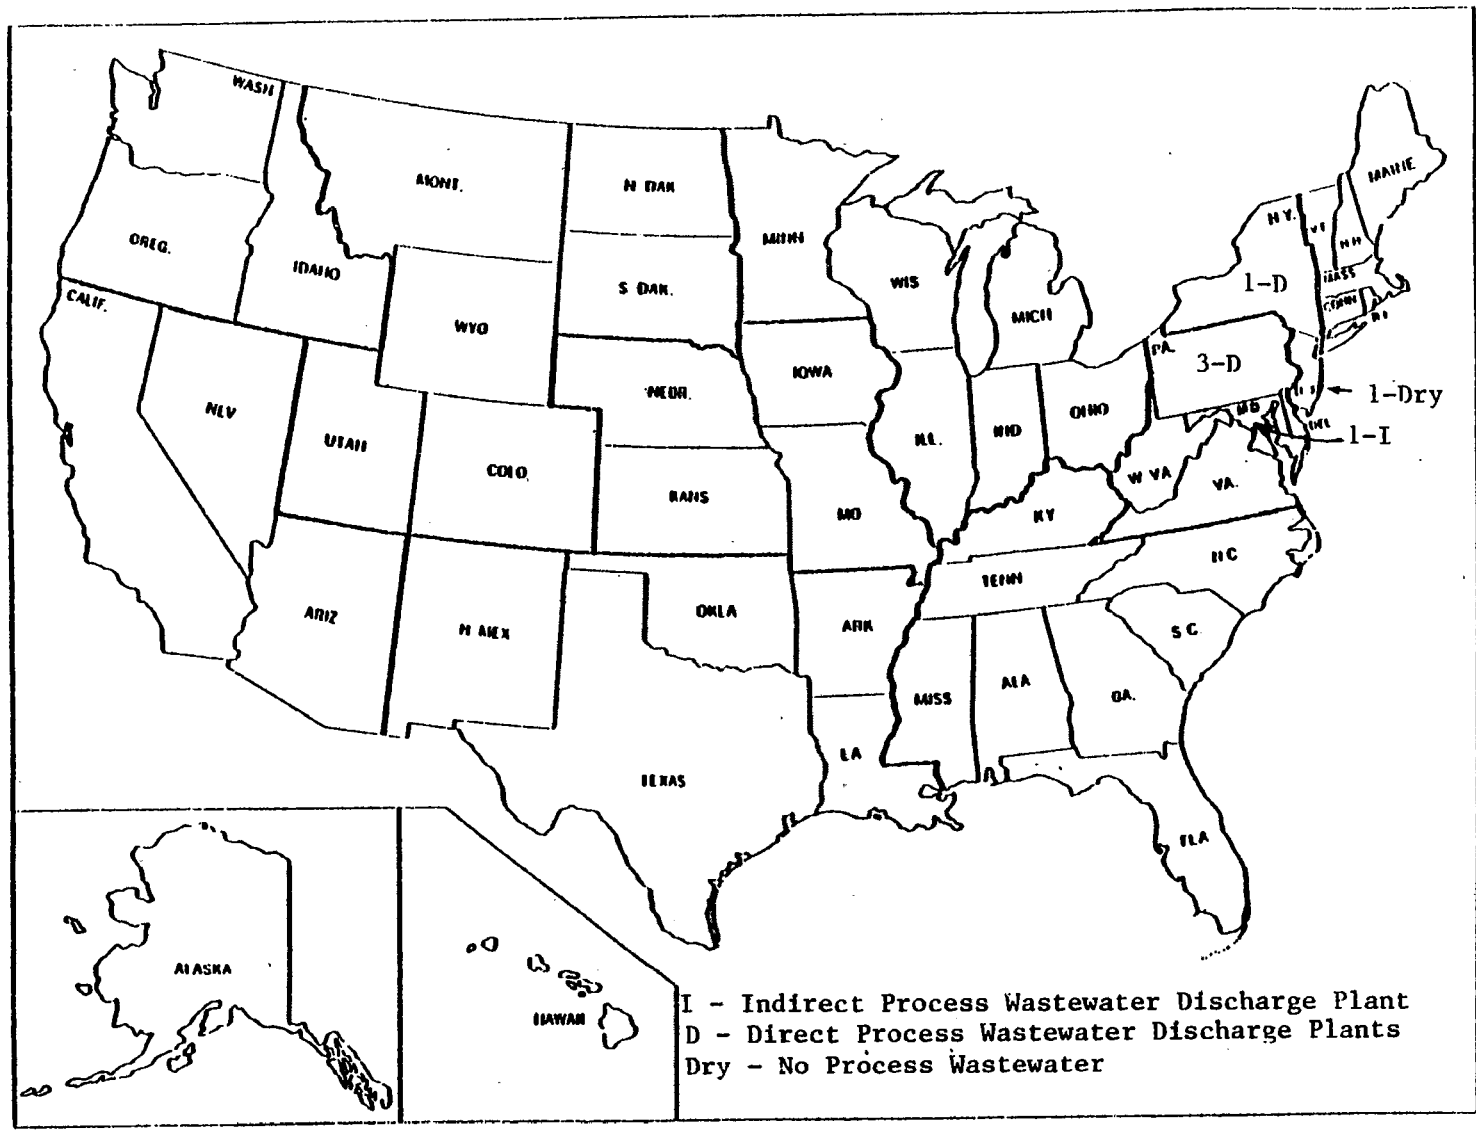 WASH
MONT.
N DAK
MINN
MAINE
N.Y.
VT
NH
OREG.
IDAHO
S DAK.
WIS
MICH
MASS
CONN
RI
1-D
CALIF.
WYO
IOWA
PA.
3-D
NEV
UTAH
COLO.
NEBR.
ILL.
IND
OHIO
MD
DEL
1-Dry
1-I
KANS
MO
KY
W VA
VA.
ARIZ
N MEX
OKLA
ARK
TENN
N C
S C
MISS
ALA
GA.
TEXAS
LA
FLA
ALASKA
HAWAII
I - Indirect Process Wastewater Discharge Plant
D - Direct Process Wastewater Discharge Plants
Dry - No Process Wastewater